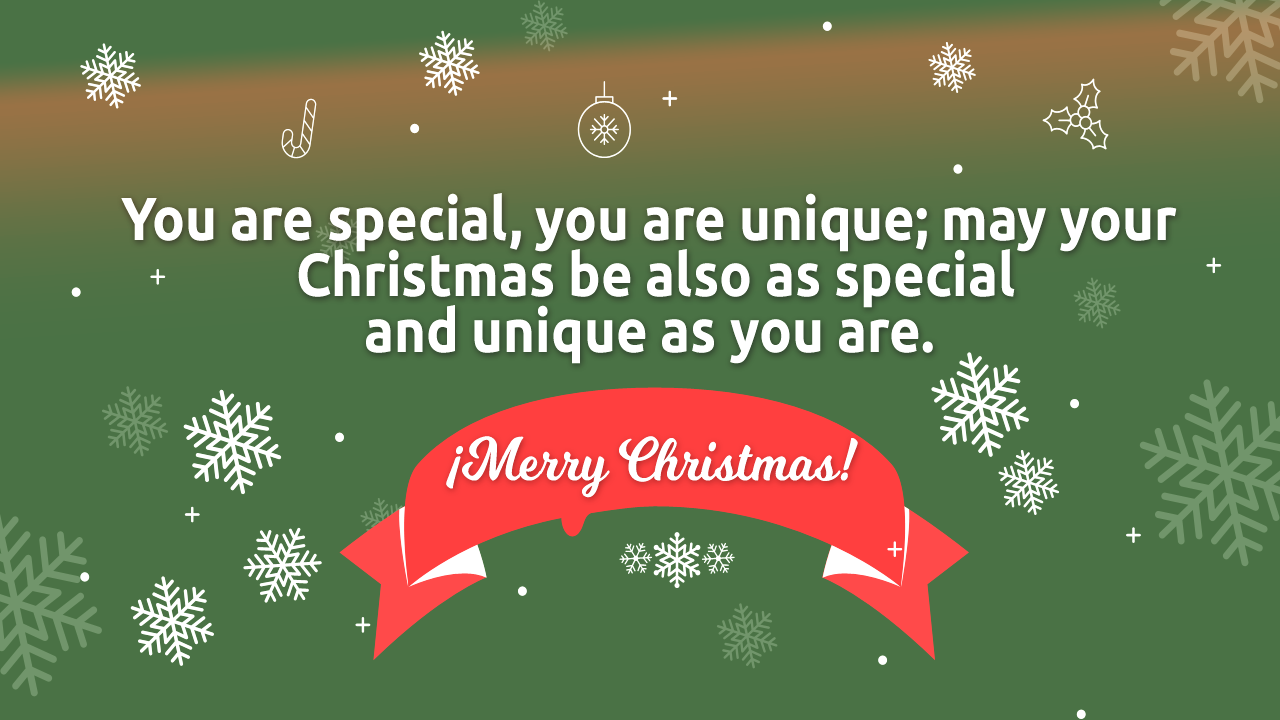 You are special, you are unique; may your
Christmas be also as special
and unique as you are.
¡Merry Christmas!